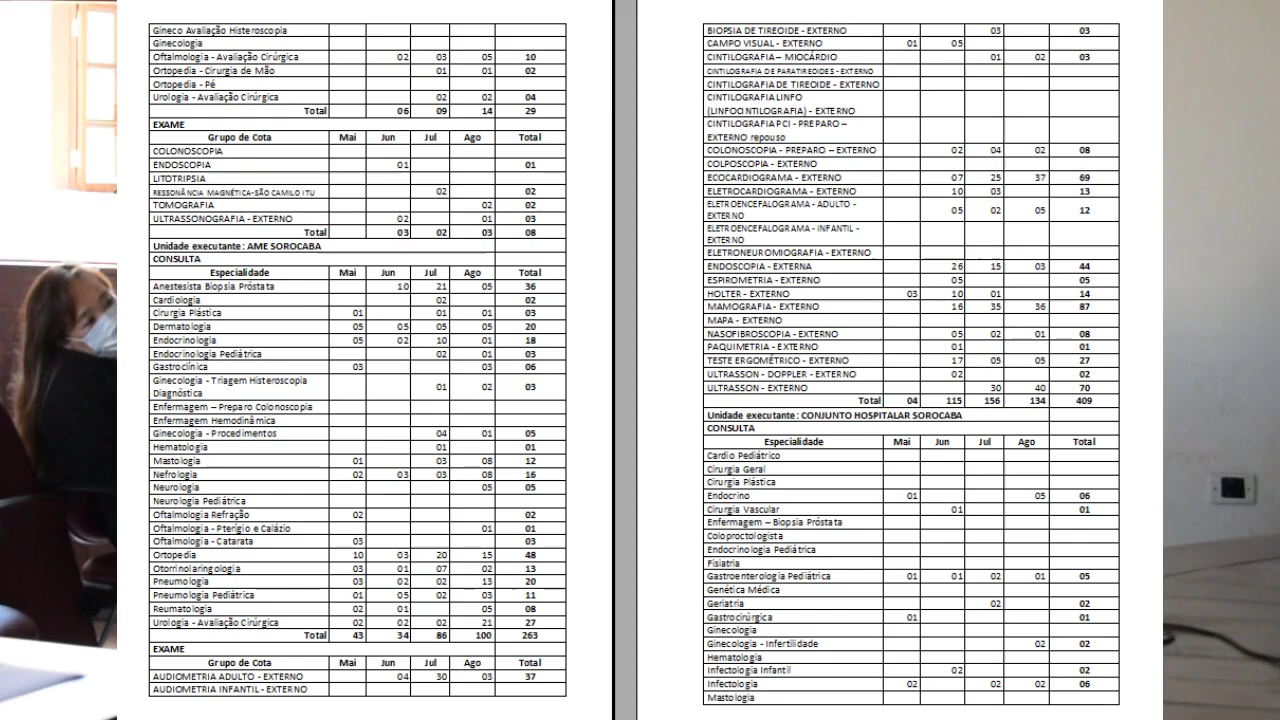 Gineco Avaliação Histeroscopia
Ginecologia
Oftalmologia - Avaliação Cirúrgica 02 03 05 10
Ortopedia - Cirurgia de Mão 01 01 02
Ortopedia - Pé
Urologia - Avaliação Cirúrgica 02 02 04
Total 06 09 14 29
EXAME
Grupo de Cota Mai Jun Jul Ago Total
COLONOSCOPIA
ENDOSCOPIA 01 01
LITOTRIPSIA
RESSONÂNCIA MAGNÉTICA-SÃO CAMILO ITU 02 02
TOMOGRAFIA 02 02
ULTRASSONOGRAFIA - EXTERNO 02 01 03
Total 03 02 03 08
Unidade executante: AME SOROCABA
CONSULTA
Especialidade Mai Jun Jul Ago Total
Anestesista Biopsia Próstata 10 21 05 36
Cardiologia 02 02
Cirurgia Plástica 01 01 01 03
Dermatologia 05 05 05 05 20
Endocrinologia 05 02 10 01 18
Endocrinologia Pediátrica 02 01 03
Gastroclínica 03 03 06
Ginecologia - Triagem Histeroscopia
Diagnóstica 01 02 03
Enfermagem – Preparo Colonoscopia
Enfermagem Hemodinâmica
Ginecologia - Procedimentos 04 01 05
Hematologia 01 01
Mastologia 01 03 08 12
Nefrologia 02 03 03 08 16
Neurologia 05 05
Neurologia Pediátrica
Oftalmologia Refração 02 02
Oftalmologia - Pterígio e Calázio 01 01
Oftalmologia - Catarata 03 03
Ortopedia 10 03 20 15 48
Otorrinolaringologia 03 01 07 02 13
Pneumologia 03 02 02 13 20
Pneumologia Pediátrica 01 05 02 03 11
Reumatologia 02 01 05 08
Urologia - Avaliação Cirúrgica 02 02 02 21 27
Total 43 34 86 100 263
EXAME
Grupo de Cota Mai Jun Jul Ago Total
AUDIOMETRIA ADULTO - EXTERNO 04 30 03 37
AUDIOMETRIA INFANTIL - EXTERNO
BIOPSIA DE TIREOIDE - EXTERNO 03 03
CAMPO VISUAL - EXTERNO 01 05
CINTILOGRAFIA – MIOCÁRDIO 01 02 03
CINTILOGRAFIA DE PARATIREOIDES - EXTERNO
CINTILOGRAFIA DE TIREOIDE - EXTERNO
CINTILOGRAFIA LINFO
(LINFOCINTILOGRAFIA) - EXTERNO
CINTILOGRAFIA PCI - PREPARO –
EXTERNO repouso
COLONOSCOPIA - PREPARO – EXTERNO 02 04 02 08
COLPOSCOPIA - EXTERNO
ECOCARDIOGRAMA - EXTERNO 07 25 37 69
ELETROCARDIOGRAMA - EXTERNO 10 03 13
ELETROENCEFALOGRAMA - ADULTO -
EXTERNO 05 02 05 12
ELETROENCEFALOGRAMA - INFANTIL -
EXTERNO
ELETRONEUROMIOGRAFIA - EXTERNO
ENDOSCOPIA - EXTERNA 26 15 03 44
ESPIROMETRIA - EXTERNO 05 05
HOLTER - EXTERNO 03 10 01 14
MAMOGRAFIA - EXTERNO 16 35 36 87
MAPA - EXTERNO
NASOFIBROSCOPIA - EXTERNO 05 02 01 08
PAQUIMETRIA - EXTERNO 01 01
TESTE ERGOMÉTRICO - EXTERNO 17 05 05 27
ULTRASSON - DOPPLER - EXTERNO 02 02
ULTRASSON - EXTERNO 30 40 70
Total 04 115 156 134 409
Unidade executante: CONJUNTO HOSPITALAR SOROCABA
CONSULTA
Especialidade Mai Jun Jul Ago Total
Cardio Pediátrico
Cirurgia Geral
Cirurgia Plástica
Endocrino 01 05 06
Cirurgia Vascular 01 01
Enfermagem – Biopsia Próstata
Coloproctologista
Endocrinologia Pediátrica
Fisiatria
Gastroenterologia Pediátrica 01 01 02 01 05
Genética Médica
Geriatria 02 02
Gastrocirúrgica 01 01
Ginecologia
Ginecologia - Infertilidade 02 02
Hematologia
Infectologia Infantil 02 02
Infectologia 02 02 02 06
Mastologia